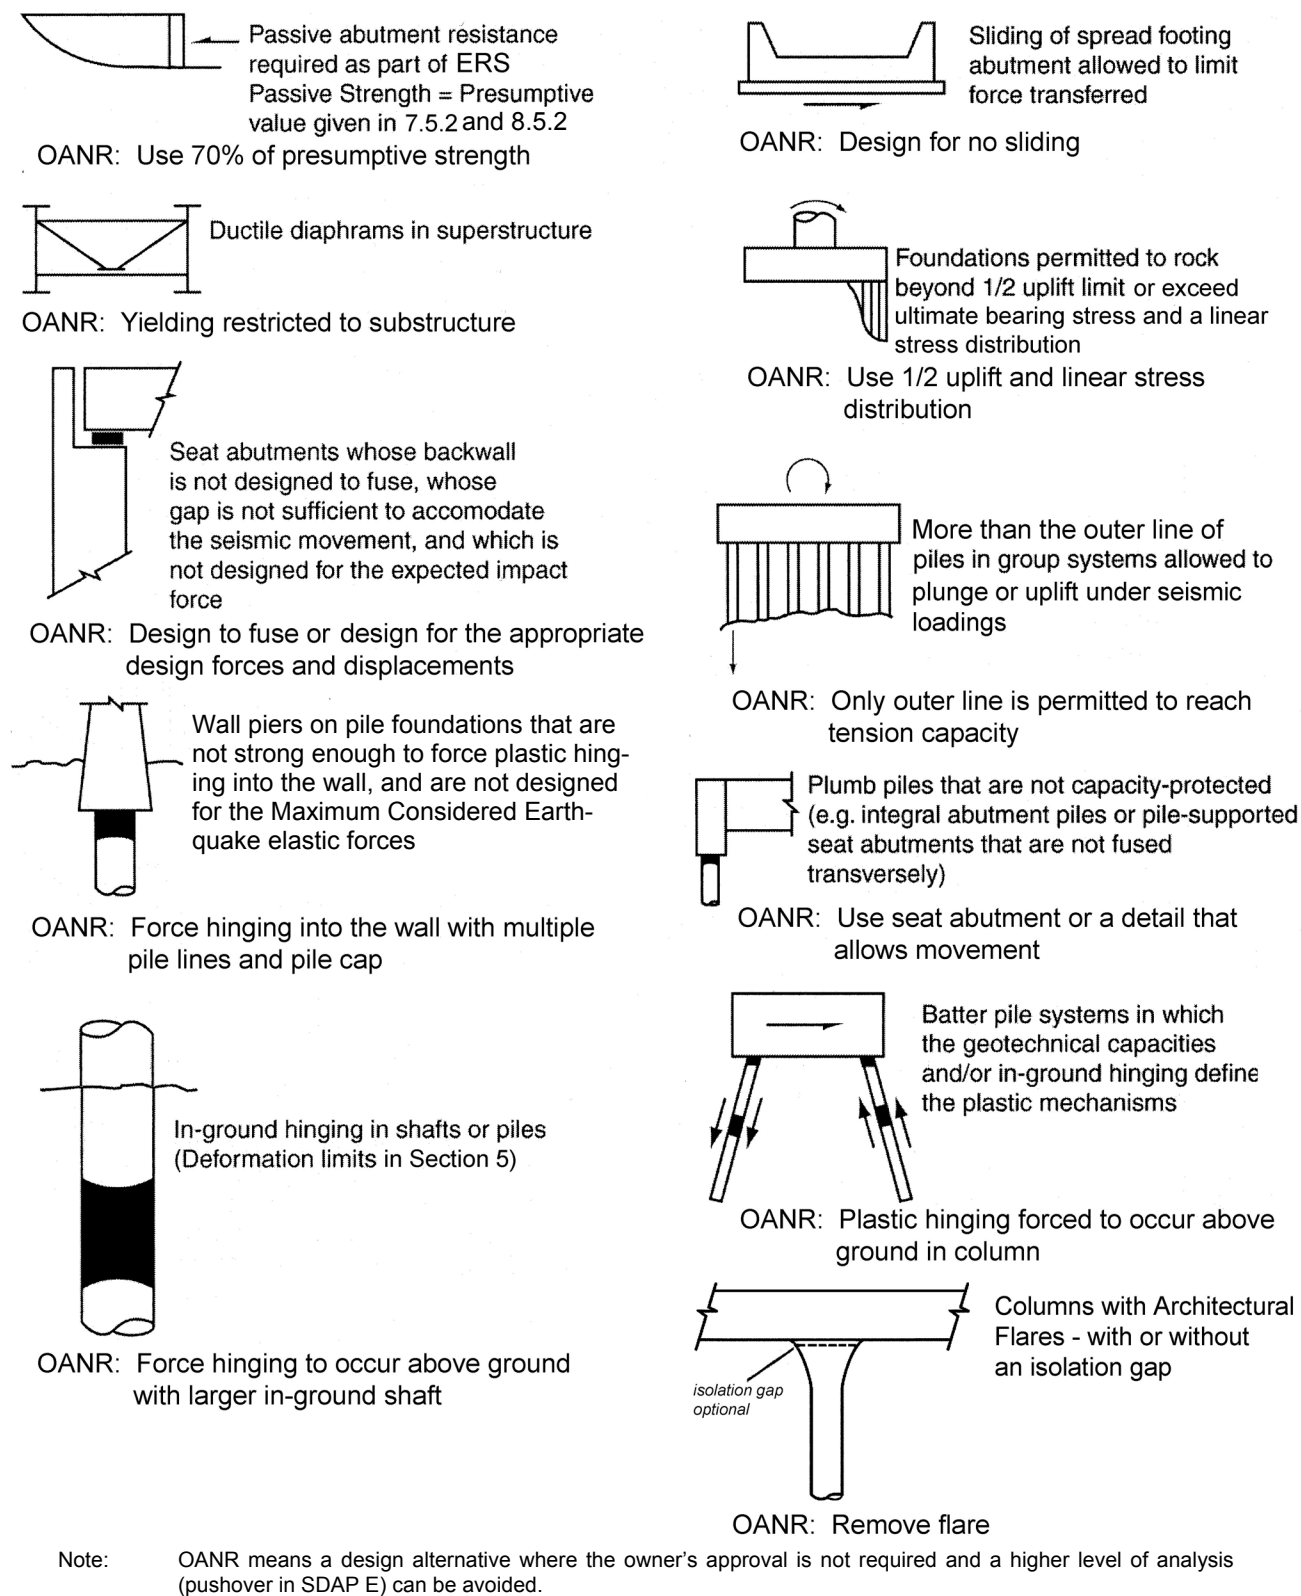 Passive abutment resistance
required as part of ERS
Passive Strength = Presumptive
value given in 7.5.2 and 8.5.2
OANR: Use 70% of presumptive strength
Ductile diaphrams in superstructure
OANR: Yielding restricted to substructure
Seat abutments whose backwall
is not designed to fuse, whose
gap is not sufficient to accomodate
the seismic movement, and which is
not designed for the expected impact
force
OANR: Design to fuse or design for the appropriate
design forces and displacements
Wall piers on pile foundations that are
not strong enough to force plastic hing-
ing into the wall, and are not designed
for the Maximum Considered Earth-
quake elastic forces
OANR: Force hinging into the wall with multiple
pile lines and pile cap
In-ground hinging in shafts or piles
(Deformation limits in Section 5)
OANR: Force hinging to occur above ground
with larger in-ground shaft
Sliding of spread footing
abutment allowed to limit
force transferred
OANR: Design for no sliding
Foundations permitted to rock
beyond 1/2 uplift limit or exceed
ultimate bearing stress and a linear
stress distribution
OANR: Use 1/2 uplift and linear stress
distribution
More than the outer line of
piles in group systems allowed to
plunge or uplift under seismic
loadings
OANR: Only outer line is permitted to reach
tension capacity
Plumb piles that are not capacity-protected
(e.g. integral abutment piles or pile-supported
seat abutments that are not fused
transversely)
OANR: Use seat abutment or a detail that
allows movement
Batter pile systems in which
the geotechnical capacities
and/or in-ground hinging define
the plastic mechanisms
OANR: Plastic hinging forced to occur above
ground in column
Columns with Architectural
Flares - with or without
an isolation gap
isolation gap
optional
OANR: Remove flare
Note: OANR means a design alternative where the owner's approval is not required and a higher level of analysis
(pushover in SDAP E) can be avoided.